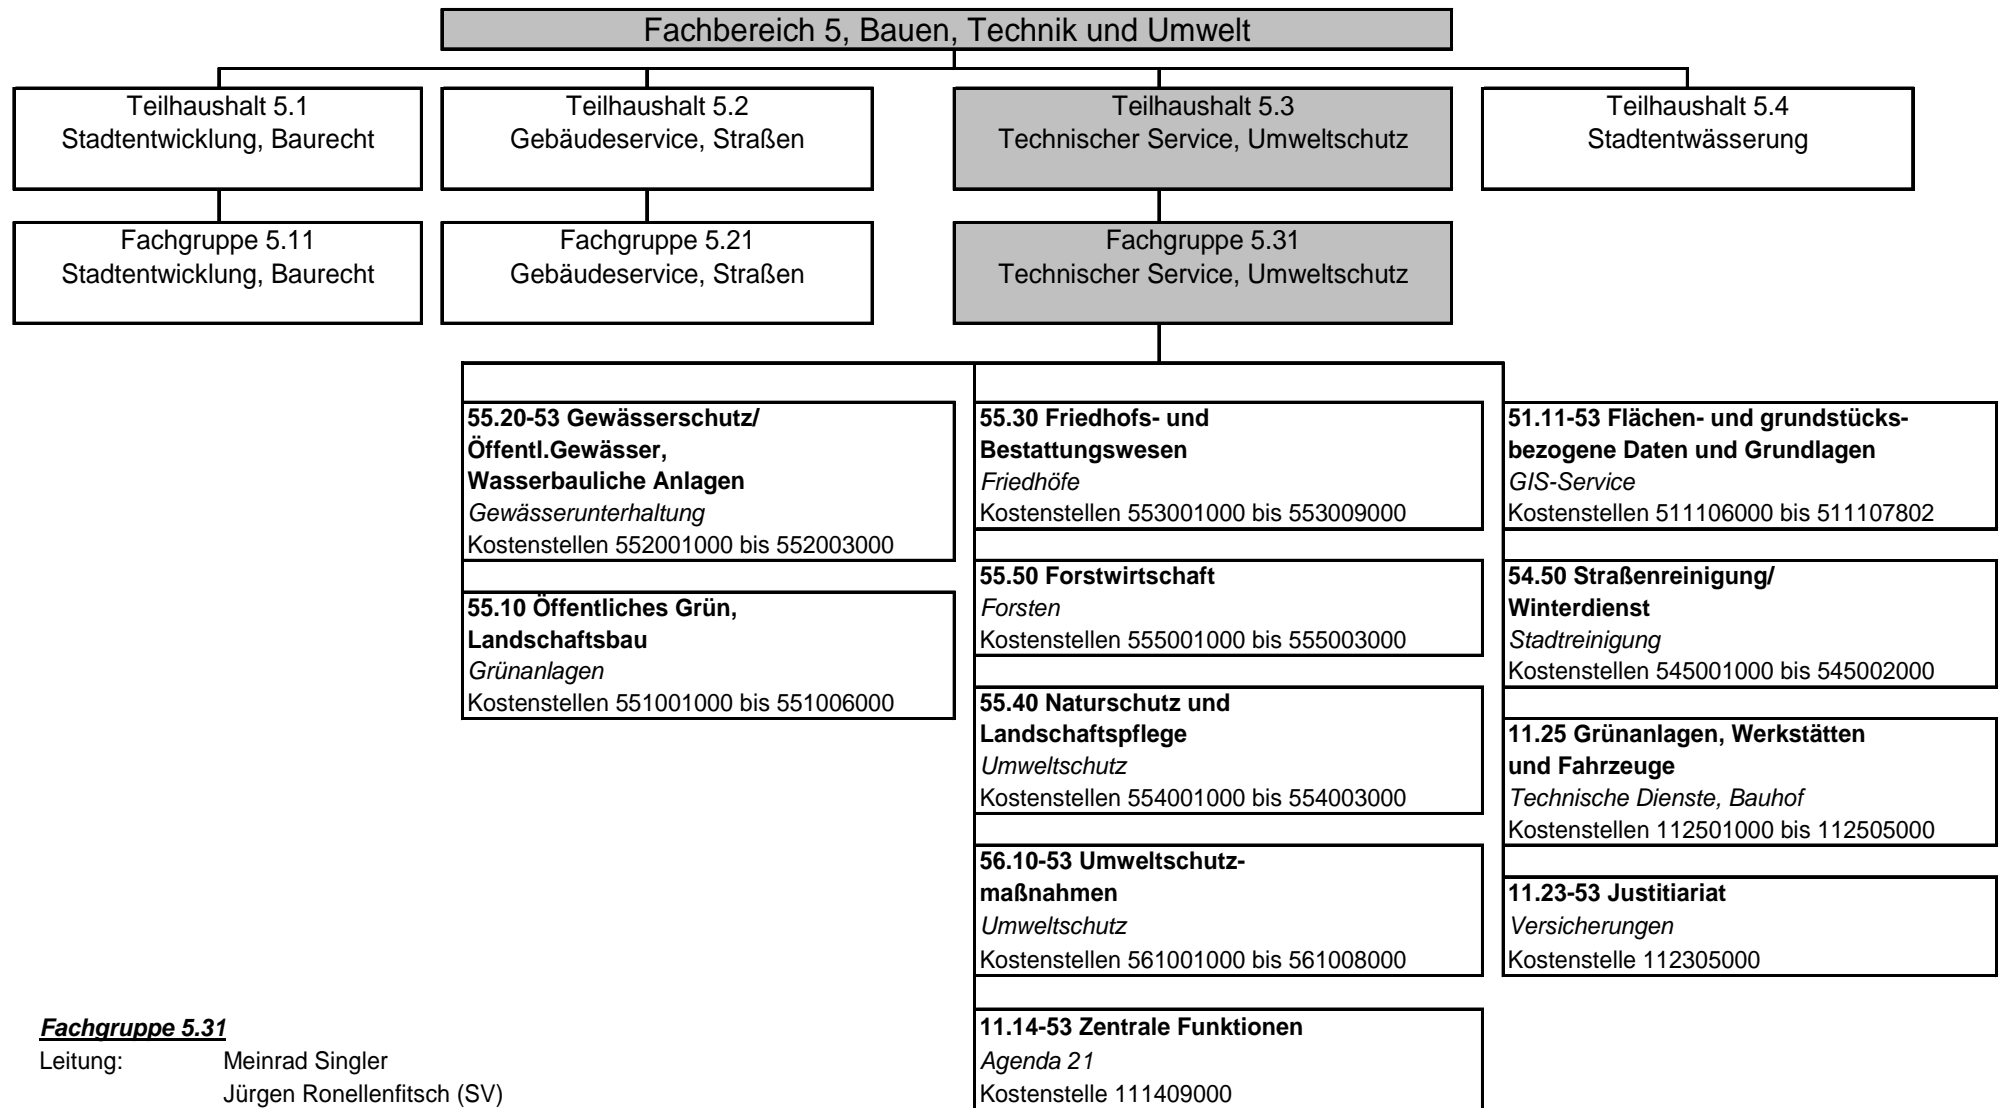 Fachbereich 5, Bauen, Technik und Umwelt
Teilhaushalt 5.1
Stadtentwicklung, Baurecht
Teilhaushalt 5.2
Gebäudeservice, Straßen
Teilhaushalt 5.3
Technischer Service, Umweltschutz
Teilhaushalt 5.4
Stadtentwässerung
Fachgruppe 5.11
Stadtentwicklung, Baurecht
Fachgruppe 5.21
Gebäudeservice, Straßen
Fachgruppe 5.31
Technischer Service, Umweltschutz
55.20-53 Gewässerschutz/
Öffentl.Gewässer,
Wasserbauliche Anlagen
Gewässerunterhaltung
Kostenstellen 552001000 bis 552003000
55.10 Öffentliches Grün,
Landschaftsbau
Grünanlagen
Kostenstellen 551001000 bis 551006000
55.30 Friedhofs- und
Bestattungswesen
Friedhöfe
Kostenstellen 553001000 bis 553009000
55.50 Forstwirtschaft
Forsten
Kostenstellen 555001000 bis 555003000
55.40 Naturschutz und
Landschaftspflege
Umweltschutz
Kostenstellen 554001000 bis 554003000
56.10-53 Umweltschutz-
maßnahmen
Umweltschutz
Kostenstellen 561001000 bis 561008000
11.14-53 Zentrale Funktionen
Agenda 21
Kostenstelle 111409000
51.11-53 Flächen- und grundstücks-
bezogene Daten und Grundlagen
GIS-Service
Kostenstellen 511106000 bis 511107802
54.50 Straßenreinigung/
Winterdienst
Stadtreinigung
Kostenstellen 545001000 bis 545002000
11.25 Grünanlagen, Werkstätten
und Fahrzeuge
Technische Dienste, Bauhof
Kostenstellen 112501000 bis 112505000
11.23-53 Justitiariat
Versicherungen
Kostenstelle 112305000
Fachgruppe 5.31
Leitung: Meinrad Singler
Jürgen Ronellenfitsch (SV)